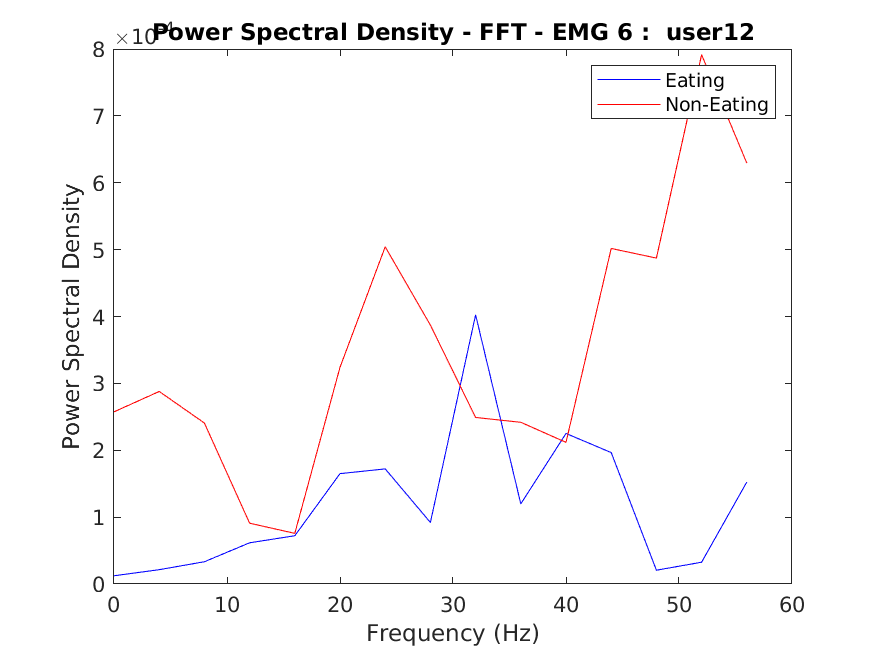 Power Spectral Density - FFT - EMG 6 : user12
×10
8
7
6
5
4
3
2
1
0
Power Spectral Density
0 10 20 30 40 50 60
Frequency (Hz)
Eating
Non-Eating